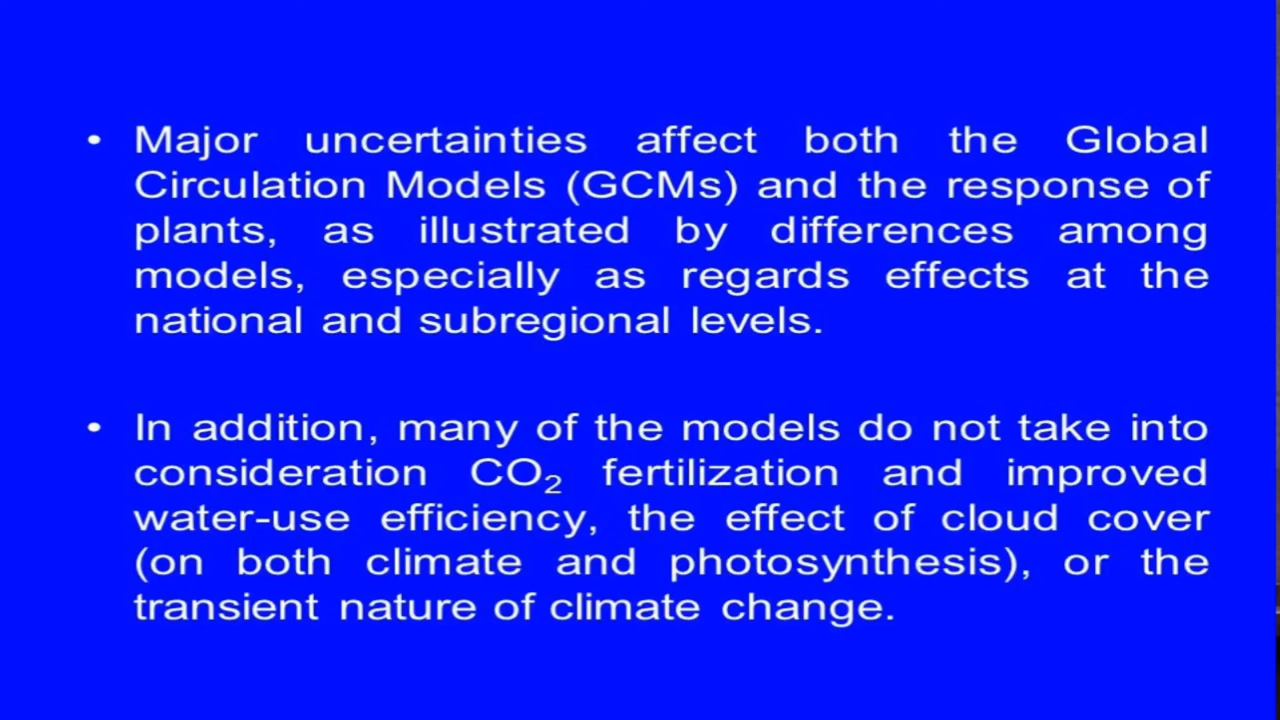 • Major uncertainties affect both the Global
Circulation Models (GCMs) and the response of
plants, as illustrated by differences among
models, especially as regards effects at the
national and subregional levels.
• In addition, many of the models do not take into
consideration CO₂ fertilization and improved
water-use efficiency, the effect of cloud cover
(on both climate and photosynthesis), or the
transient nature of climate change.